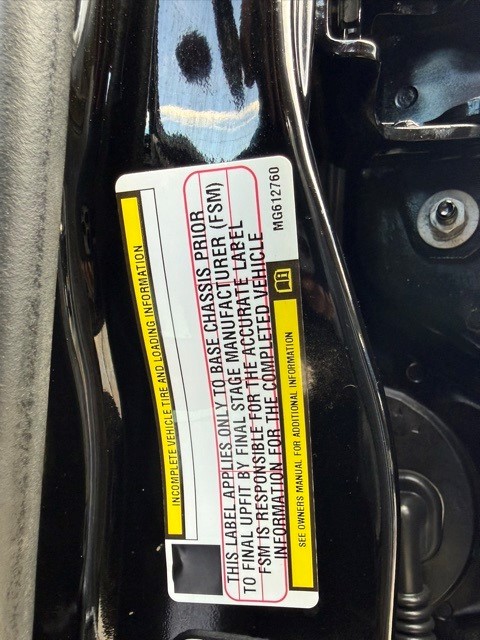 INCOMPLETE VEHICLE TIRE AND LOADING INFORMATION
THIS LABEL APPLIES ONLY TO BASE CHASSIS PRIOR
TO FINAL UPFIT BY FINAL STAGE MANUFACTURER (FSM)
FSM IS RESPONSIBLE FOR THE ACCURATE LABEL
INFORMATION FOR THE COMPLETED VEHICLE
MG612760
SEE OWNERS MANUAL FOR ADDITIONAL INFORMATION